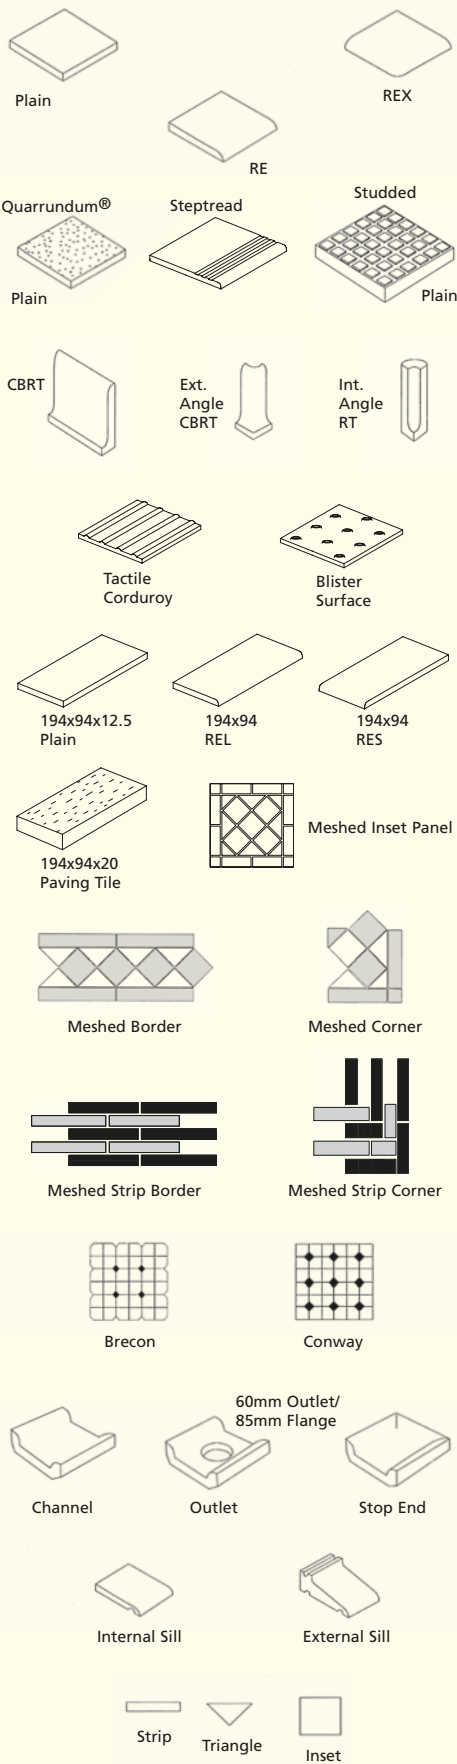 Plain
REX
RE
Quarrundum®
Steptread
Studded
Plain
Plain
CBRT
Ext.
Angle
CBRT
Int.
Angle
RT
Tactile
Corduroy
Blister
Surface
194x94x12.5
Plain
194x94
REL
194x94
RES
194x94x20
Paving Tile
Meshed Inset Panel
Meshed Border
Meshed Corner
Meshed Strip Border
Meshed Strip Corner
Brecon
Conway
60mm Outlet/
85mm Flange
Channel
Outlet
Stop End
Internal Sill
External Sill
Strip
Triangle
Inset